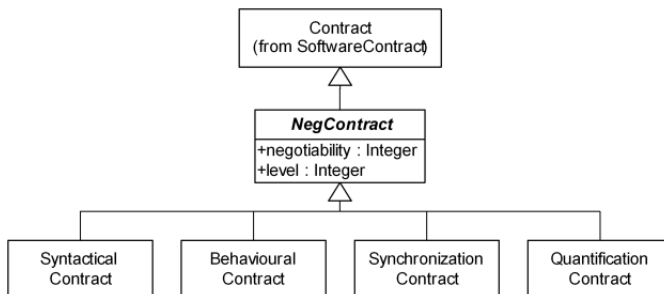 Contract
(from SoftwareContract)
NegContract
+negotiability : Integer
+level : Integer
Syntactical
Contract
Behavioural
Contract
Synchronization
Contract
Quantification
Contract